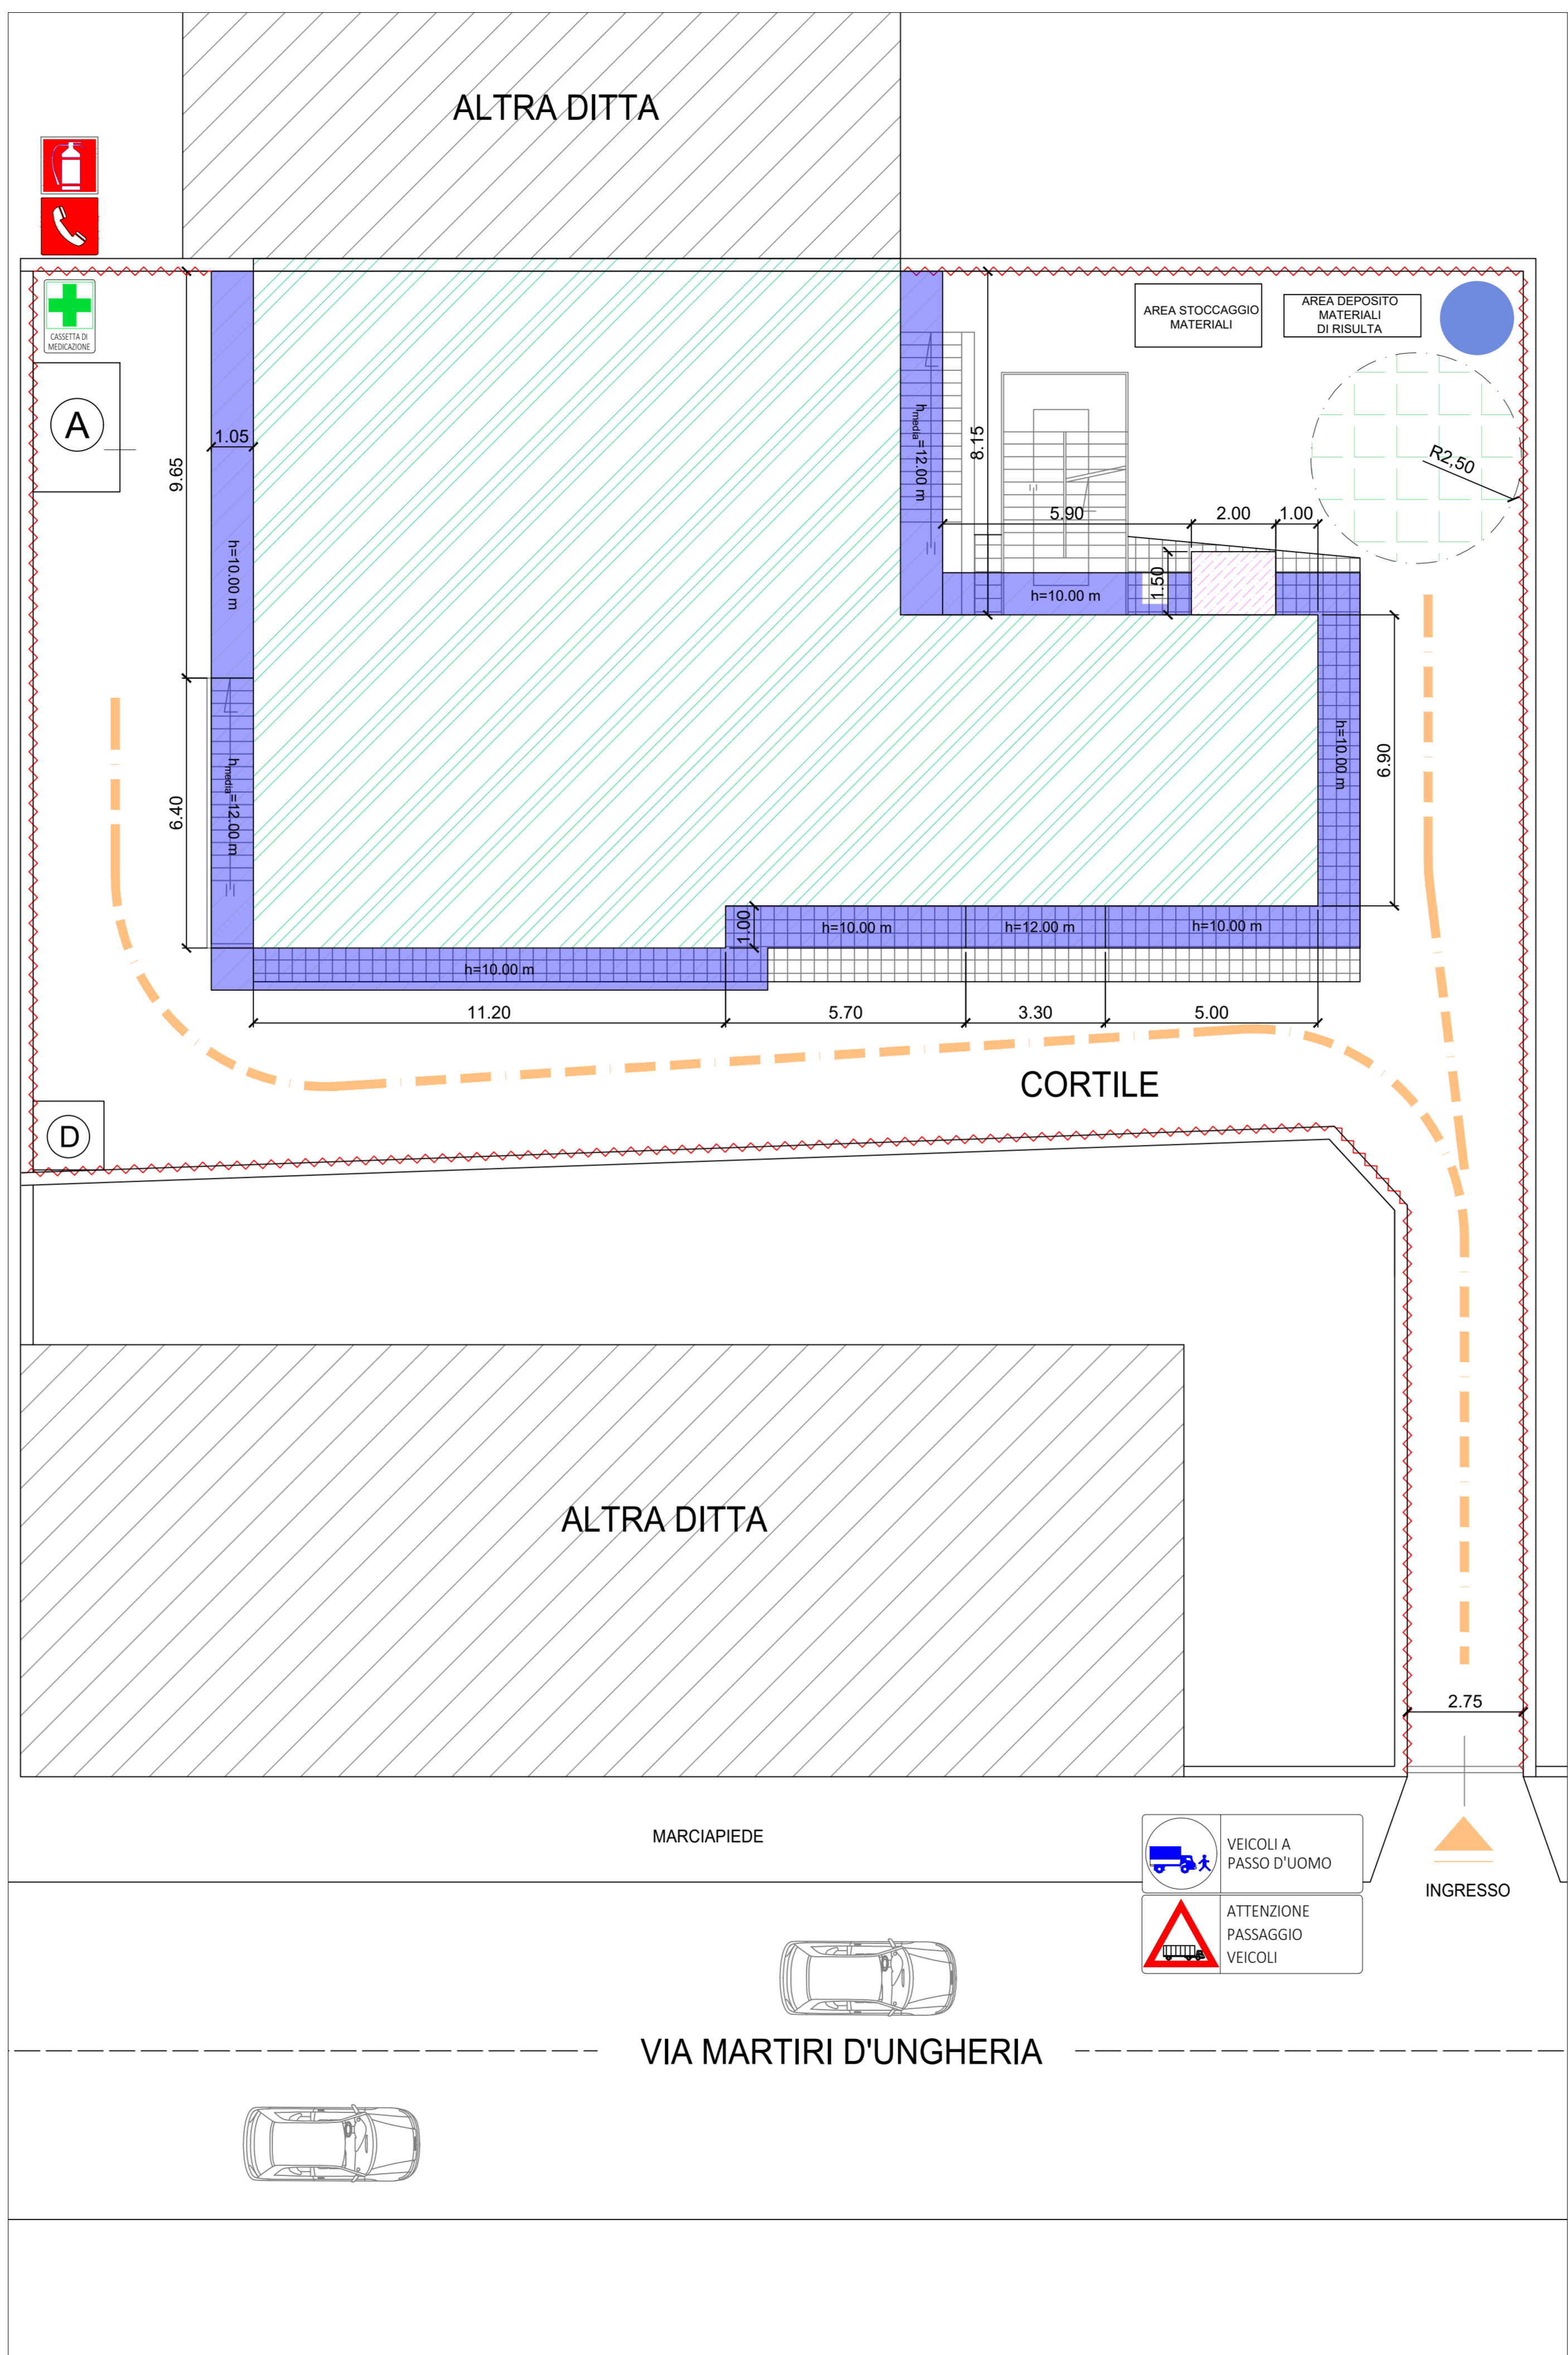 ALTRA DITTA
CASSETTA DI
MEDICAZIONE
A
AREA STOCCAGGIO
MATERIALI
AREA DEPOSITO
MATERIALI
DI RISULTA
R2,50
1.05
9.65
h=10.00 m
hmedia=12.00 m
8.15
5.90
2.00
1.00
1.50
h=10.00 m
h=10.00 m
6.90
6.40
hmedia=12.00 m
1.00
h=10.00 m
h=12.00 m
h=10.00 m
h=10.00 m
11.20
5.70
3.30
5.00
CORTILE
D
ALTRA DITTA
2.75
MARCIAPIEDE
VEICOLI A
PASSO D'UOMO
INGRESSO
ATTENZIONE
PASSAGGIO
VEICOLI
VIA MARTIRI D'UNGHERIA